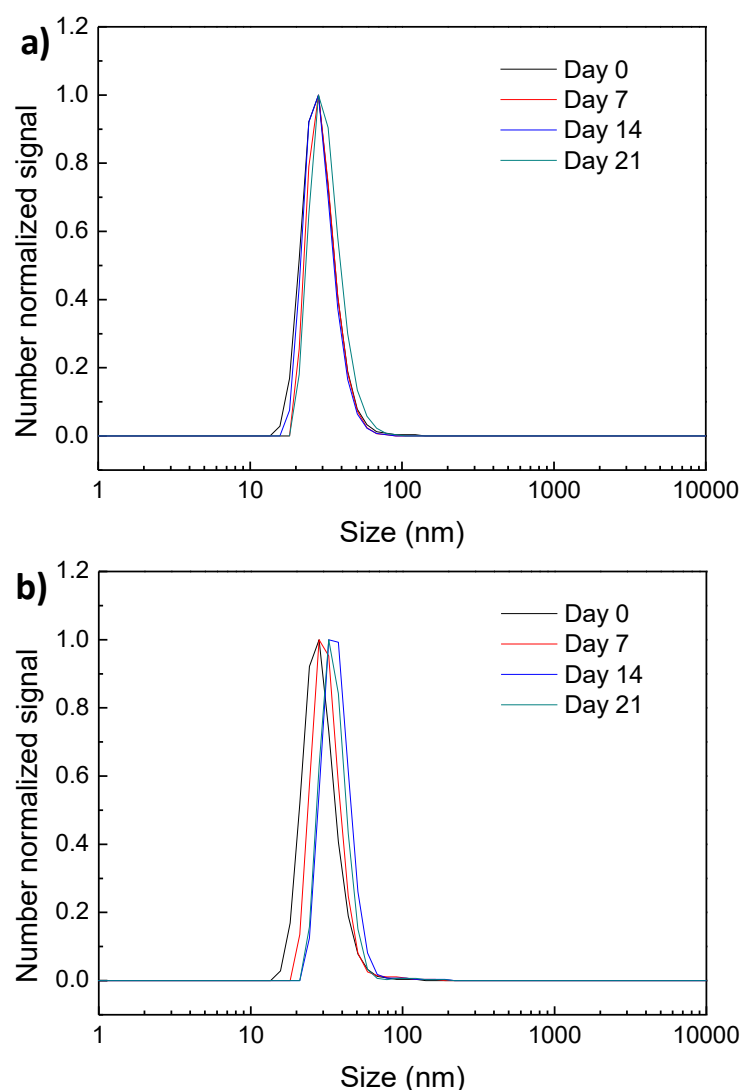 a)
1.2
1.0
0.8
0.6
0.4
0.2
0.0
Number normalized signal
Day 0
Day 7
Day 14
Day 21
1 10 100 1000 10000
Size (nm)
b)
1.2
1.0
0.8
0.6
0.4
0.2
0.0
Number normalized signal
Day 0
Day 7
Day 14
Day 21
1 10 100 1000 10000
Size (nm)